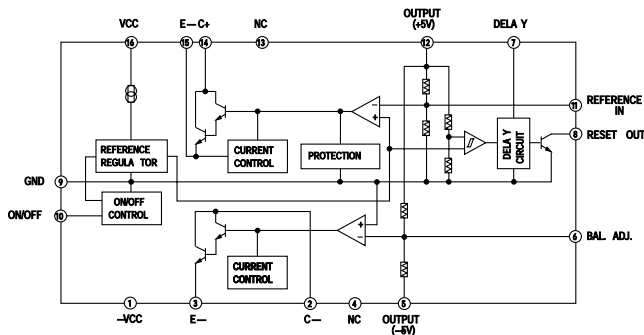 VCC
E– C+
NC
OUTPUT
(+5V)
DELA Y
16
15
14
13
12
7
–
+
11
REFERENCE
IN
8
RESET OUT
REFERENCE
REGULA TOR
CURRENT
CONTROL
PROTECTION
DELA Y
CIRCUIT
GND
9
ON/OFF
10
ON/OFF
CONTROL
+
–
6
BAL. ADJ.
CURRENT
CONTROL
1
3
2
4
5
–VCC
E–
C–
NC
OUTPUT
(–5V)